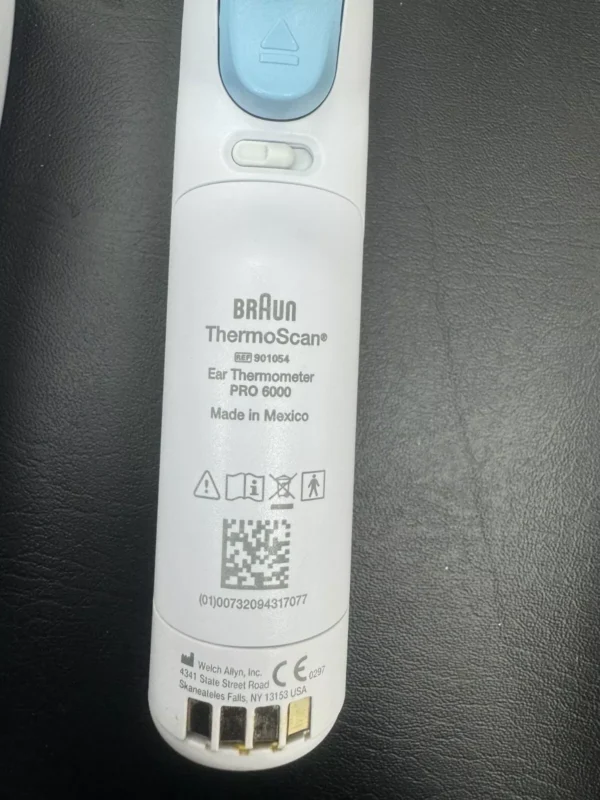 BRAUN
ThermoScan®
REF 901054
Ear Thermometer
PRO 6000
Made in Mexico
(01)00732094317077
Welch Allyn, Inc.
4341 State Street Road
Skaneateles Falls, NY 13153 USA
CE 0297